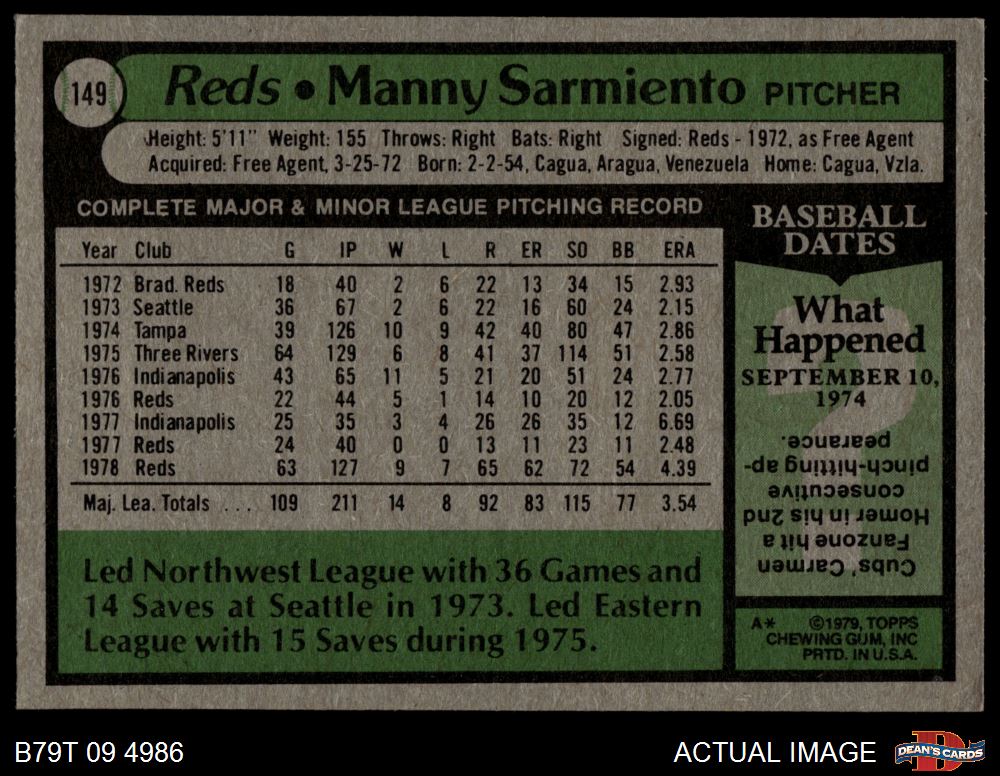 149
Reds • Manny Sarmiento PITCHER
Height: 5'11" Weight: 155 Throws: Right Bats: Right Signed: Reds - 1972, as Free Agent
Acquired: Free Agent, 3-25-72 Born: 2-2-54, Cagua, Aragua, Venezuela Home: Cagua, Vzla.
COMPLETE MAJOR & MINOR LEAGUE PITCHING RECORD
Year Club G IP W L R ER SO BB ERA
1972 Brad. Reds 18 40 2 6 22 13 34 15 2.93
1973 Seattle 36 67 2 6 22 16 60 24 2.15
1974 Tampa 39 126 10 9 42 40 80 47 2.86
1975 Three Rivers 64 129 6 8 41 37 114 51 2.58
1976 Indianapolis 43 65 11 5 21 20 51 24 2.77
1976 Reds 22 44 5 1 14 10 20 12 2.05
1977 Indianapolis 25 35 3 4 26 26 35 12 6.69
1977 Reds 24 40 0 0 13 11 23 11 2.48
1978 Reds 63 127 9 7 65 62 72 54 4.39
Maj. Lea. Totals . . . 109 211 14 8 92 83 115 77 3.54
Led Northwest League with 36 Games and
14 Saves at Seattle in 1973. Led Eastern
League with 15 Saves during 1975.
BASEBALL
DATES
What
Happened
SEPTEMBER 10,
1974
?
Cubs' Carmen
Fanzone hit a
Homer in his 2nd
consecutive
pinch-hitting ap-
pearance.
A* ©1979, TOPPS
CHEWING GUM, INC
PRTD. IN U.S.A.
B79T 09 4986
ACTUAL IMAGE
D
DEAN'S CARDS